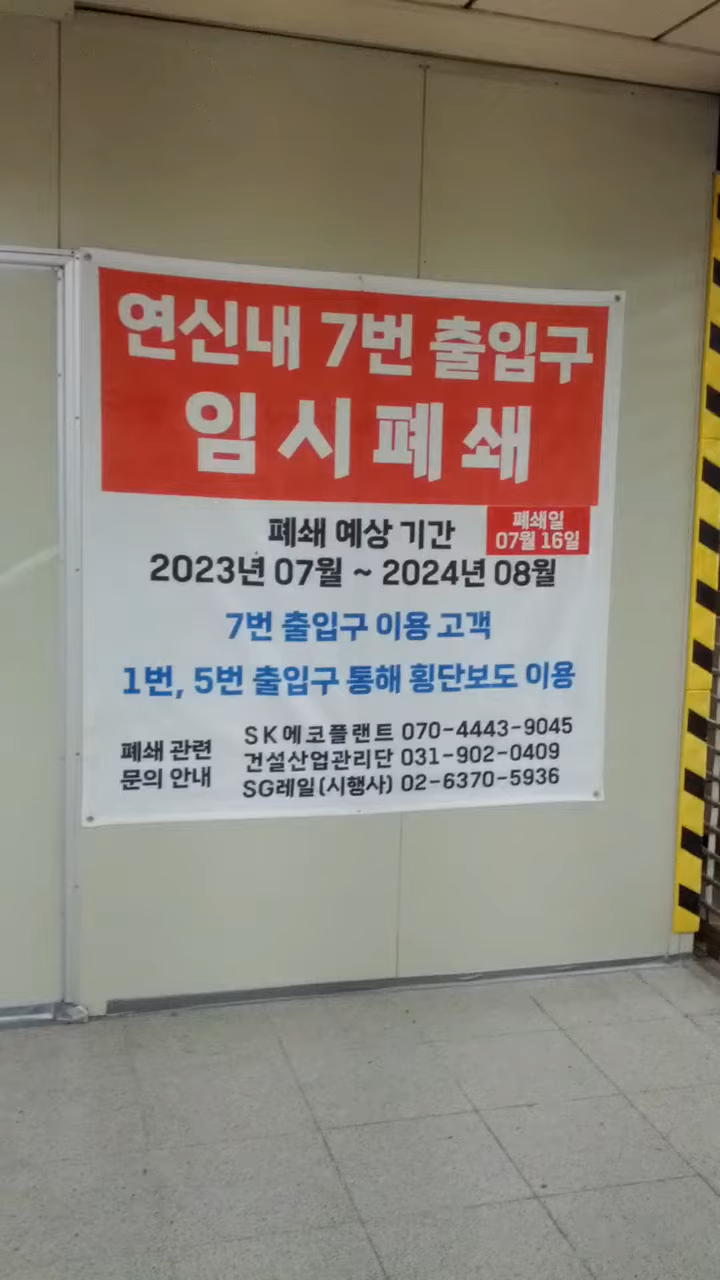 연신내 7번 출입구
임시폐쇄
폐쇄 예상 기간
폐쇄일
07월 16일
2023년 07월 ~ 2024년 08월
7번 출입구 이용 고객
1번, 5번 출입구 통해 횡단보도 이용
폐쇄 관련
문의 안내
SK에코플랜트 070-4443-9045
건설산업관리단 031-902-0409
SG레일(시행사) 02-6370-5936